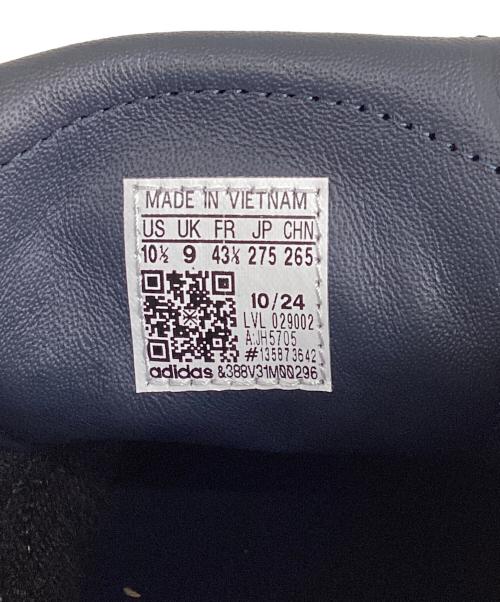 MADE IN VIETNAM
US UK FR JP CHN
10½ 9 43⅓ 275 265
10/24
LVL 029002
A:JH5705
#135873642
adidas &388V31M00296